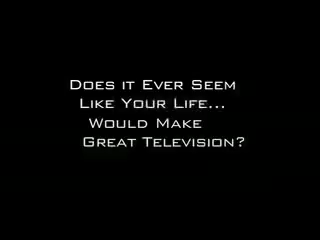 Does it Ever Seem
Like Your Life...
Would Make
Great Television?